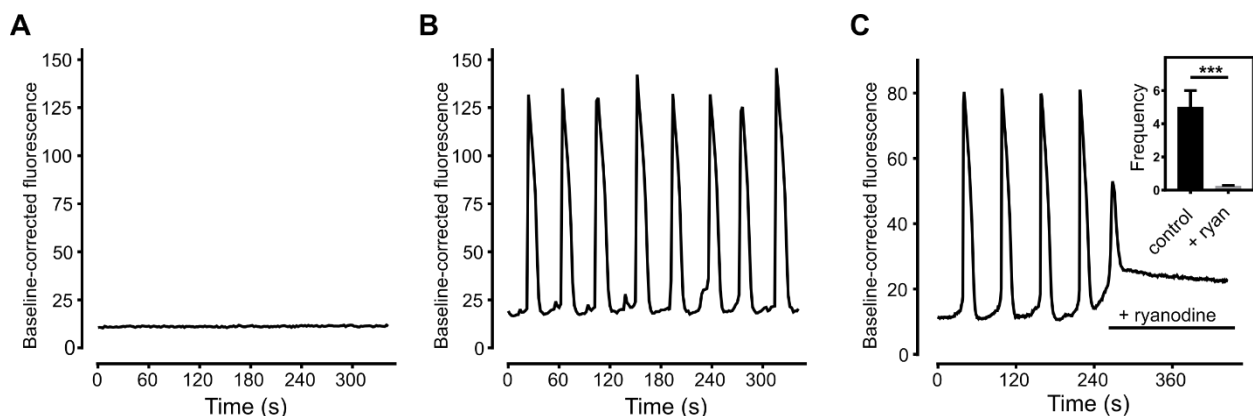 A
Baseline-corrected fluorescence
150
125
100
75
50
25
0
0 60 120 180 240 300
Time (s)
B
Baseline-corrected fluorescence
150
125
100
75
50
25
0
0 60 120 180 240 300
Time (s)
C
Baseline-corrected fluorescence
80
60
40
20
0
0 120 240 360
Time (s)
+ ryanodine
Frequency
6
4
2
0
***
control
+ ryan